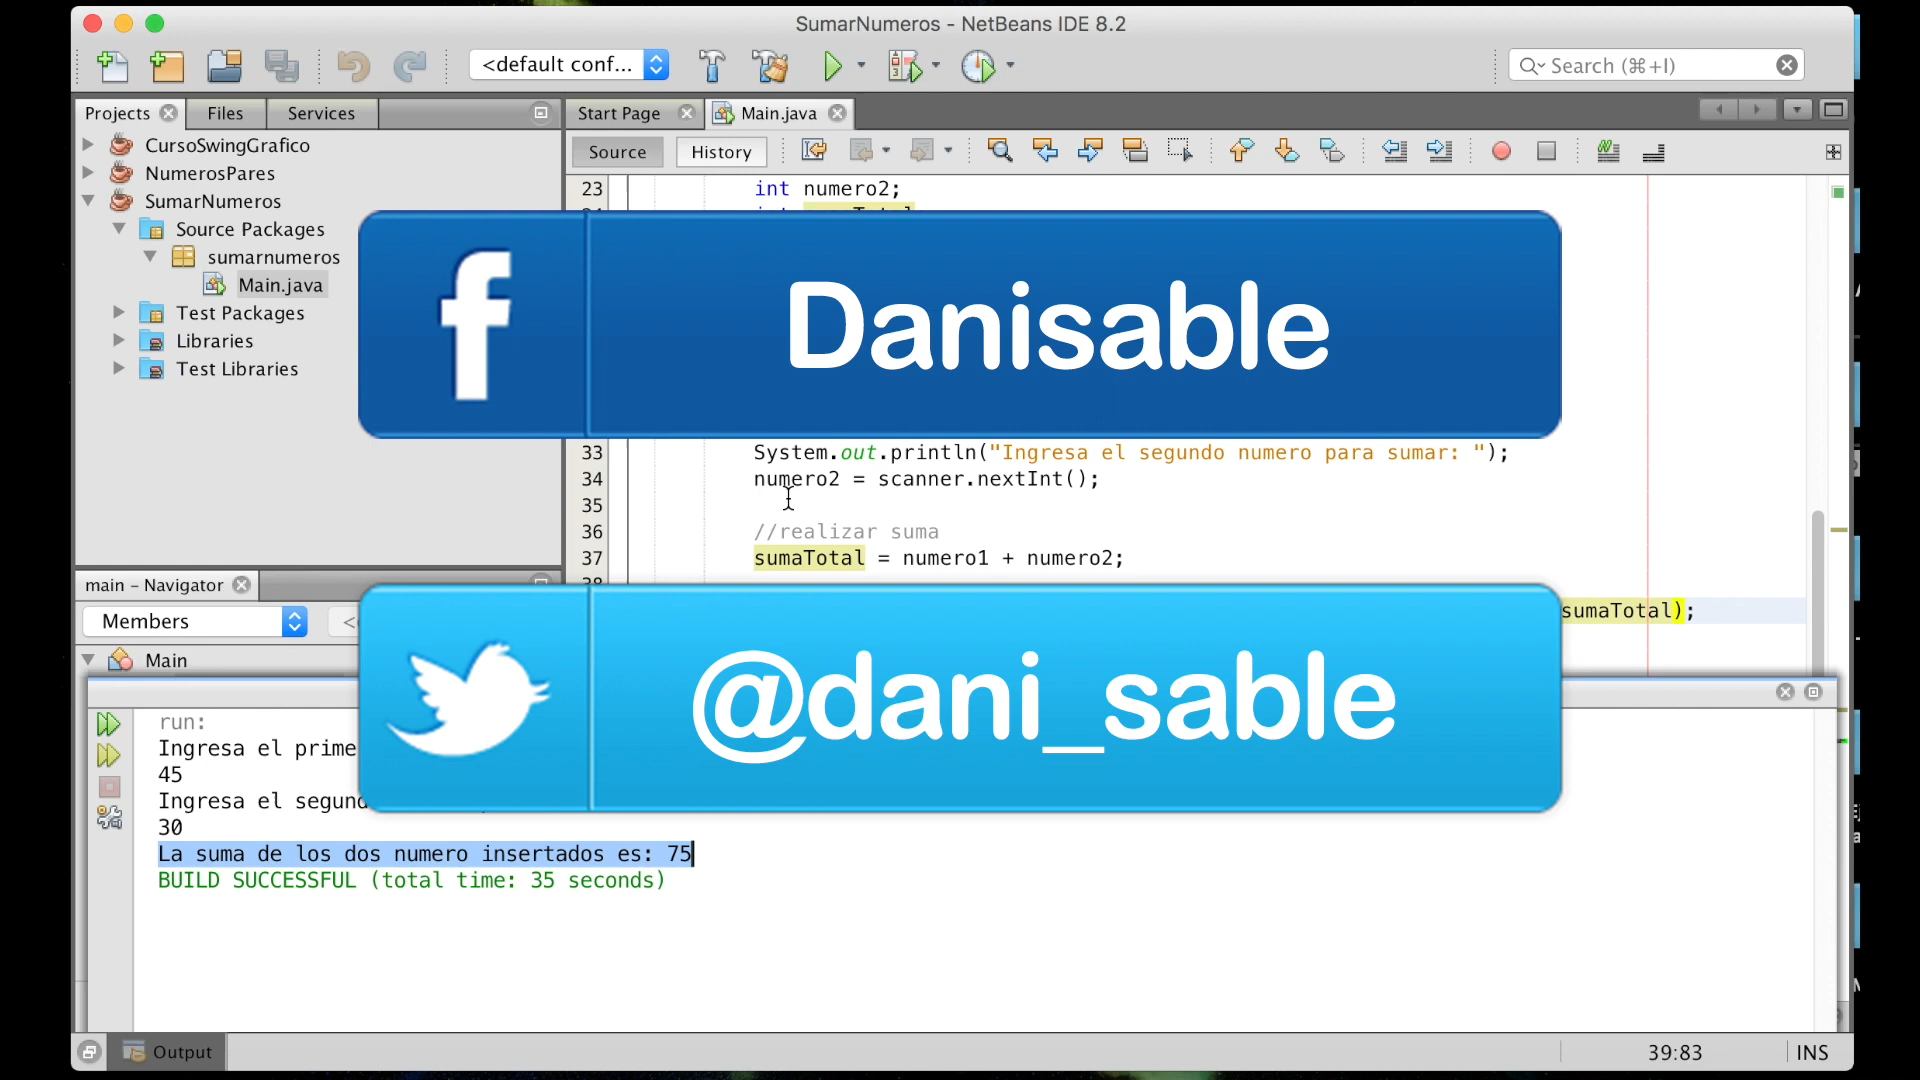 SumarNumeros - NetBeans IDE 8.2
<default conf...
Search (⌘+I)
Projects
Files
Services
Start Page
Main.java
Source
History
CursoSwingGrafico
NumerosPares
SumarNumeros
Source Packages
sumarnumeros
Main.java
Test Packages
Libraries
Test Libraries
23 int numero2;
f Danisable
33 System.out.println("Ingresa el segundo numero para sumar: ");
34 numero2 = scanner.nextInt();
35
36 //realizar suma
37 sumaTotal = numero1 + numero2;
38
sumaTotal);
main - Navigator
Members
Main
@dani_sable
run:
Ingresa el prime
45
Ingresa el segund
30
La suma de los dos numero insertados es: 75
BUILD SUCCESSFUL (total time: 35 seconds)
Output
39:83
INS